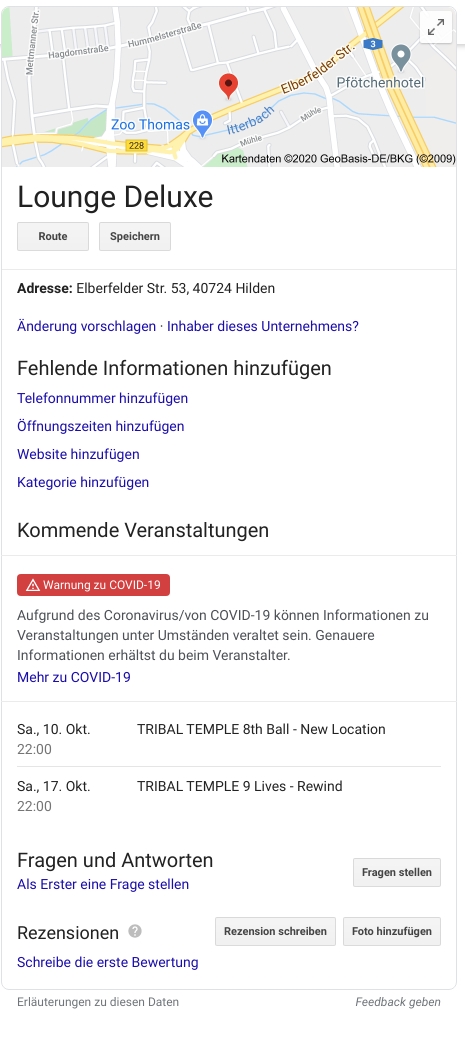 Mettmanner St.
Hagdornstraße
Hummelsterstraße
Elberfelder Str.
3
Pfötchenhotel
Zoo Thomas
Itterbach
Mühle
228
Mühle
Kartendaten ©2020 GeoBasis-DE/BKG (©2009)
Lounge Deluxe
Route Speichern
Adresse: Elberfelder Str. 53, 40724 Hilden
Änderung vorschlagen · Inhaber dieses Unternehmens?
Fehlende Informationen hinzufügen
Telefonnummer hinzufügen
Öffnungszeiten hinzufügen
Website hinzufügen
Kategorie hinzufügen
Kommende Veranstaltungen
Warnung zu COVID-19
Aufgrund des Coronavirus/von COVID-19 können Informationen zu
Veranstaltungen unter Umständen veraltet sein. Genauere
Informationen erhältst du beim Veranstalter.
Mehr zu COVID-19
Sa., 10. Okt. TRIBAL TEMPLE 8th Ball - New Location
22:00
Sa., 17. Okt. TRIBAL TEMPLE 9 Lives - Rewind
22:00
Fragen und Antworten
Fragen stellen
Als Erster eine Frage stellen
Rezensionen ? Rezension schreiben Foto hinzufügen
Schreibe die erste Bewertung
Erläuterungen zu diesen Daten Feedback geben